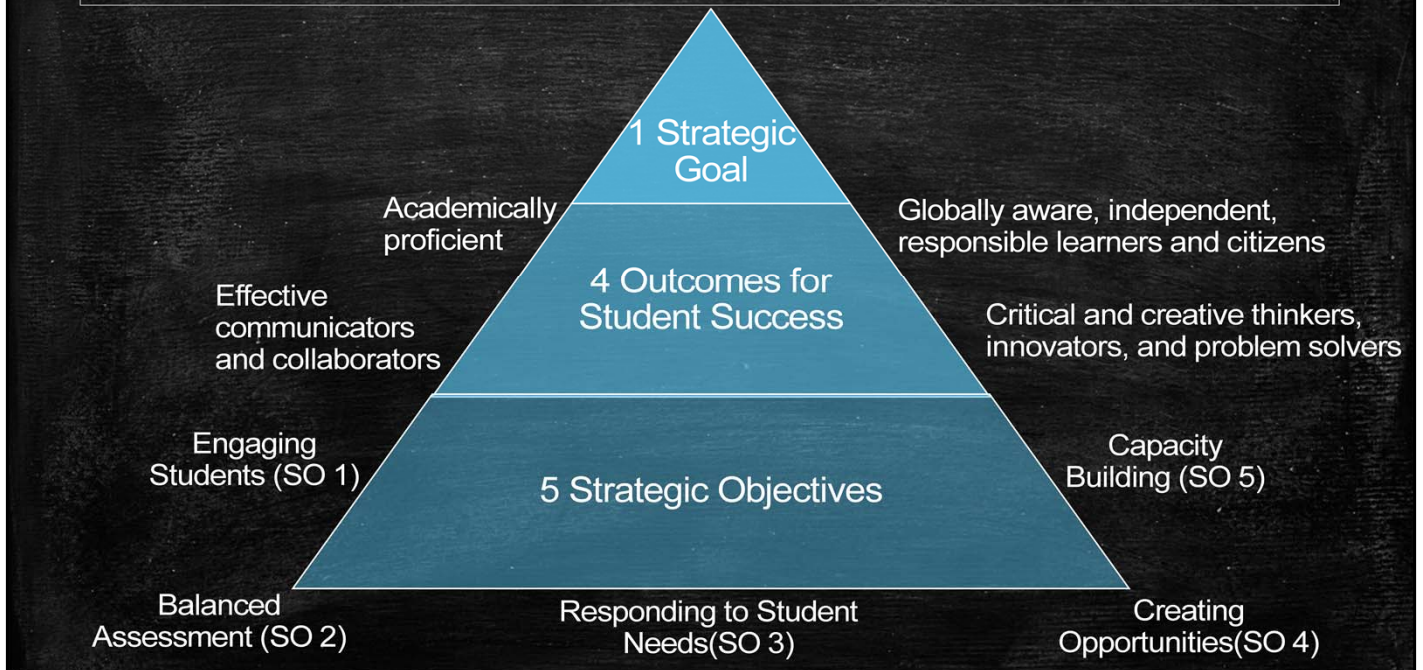 1 Strategic
Goal
Academically
proficient
Globally aware, independent,
responsible learners and citizens
4 Outcomes for
Student Success
Effective
communicators
and collaborators
Critical and creative thinkers,
innovators, and problem solvers
Engaging
Students (SO 1)
5 Strategic Objectives
Capacity
Building (SO 5)
Balanced
Assessment (SO 2)
Responding to Student
Needs(SO 3)
Creating
Opportunities(SO 4)